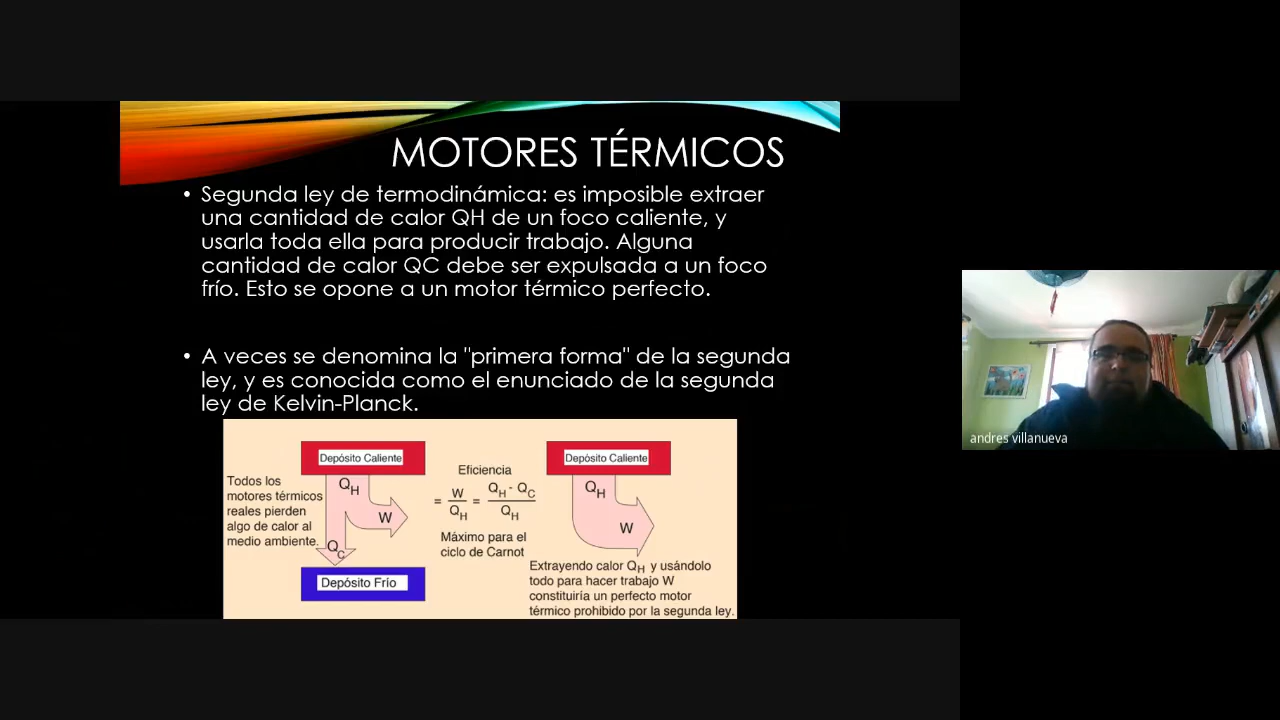 MOTORES TÉRMICOS
• Segunda ley de termodinámica: es imposible extraer
una cantidad de calor QH de un foco caliente, y
usarla toda ella para producir trabajo. Alguna
cantidad de calor QC debe ser expulsada a un foco
frío. Esto se opone a un motor térmico perfecto.
• A veces se denomina la "primera forma" de la segunda
ley, y es conocida como el enunciado de la segunda
ley de Kelvin-Planck.
Depósito Caliente
Todos los
motores térmicos
reales pierden
algo de calor al
medio ambiente.
QH
W
QC
Depósito Frío
Eficiencia
= W/QH = QH - QC/QH
Máximo para el
ciclo de Carnot
Depósito Caliente
QH
W
Extrayendo calor QH y usándolo
todo para hacer trabajo W
constituiría un perfecto motor
térmico prohibido por la segunda ley.
andres villanueva